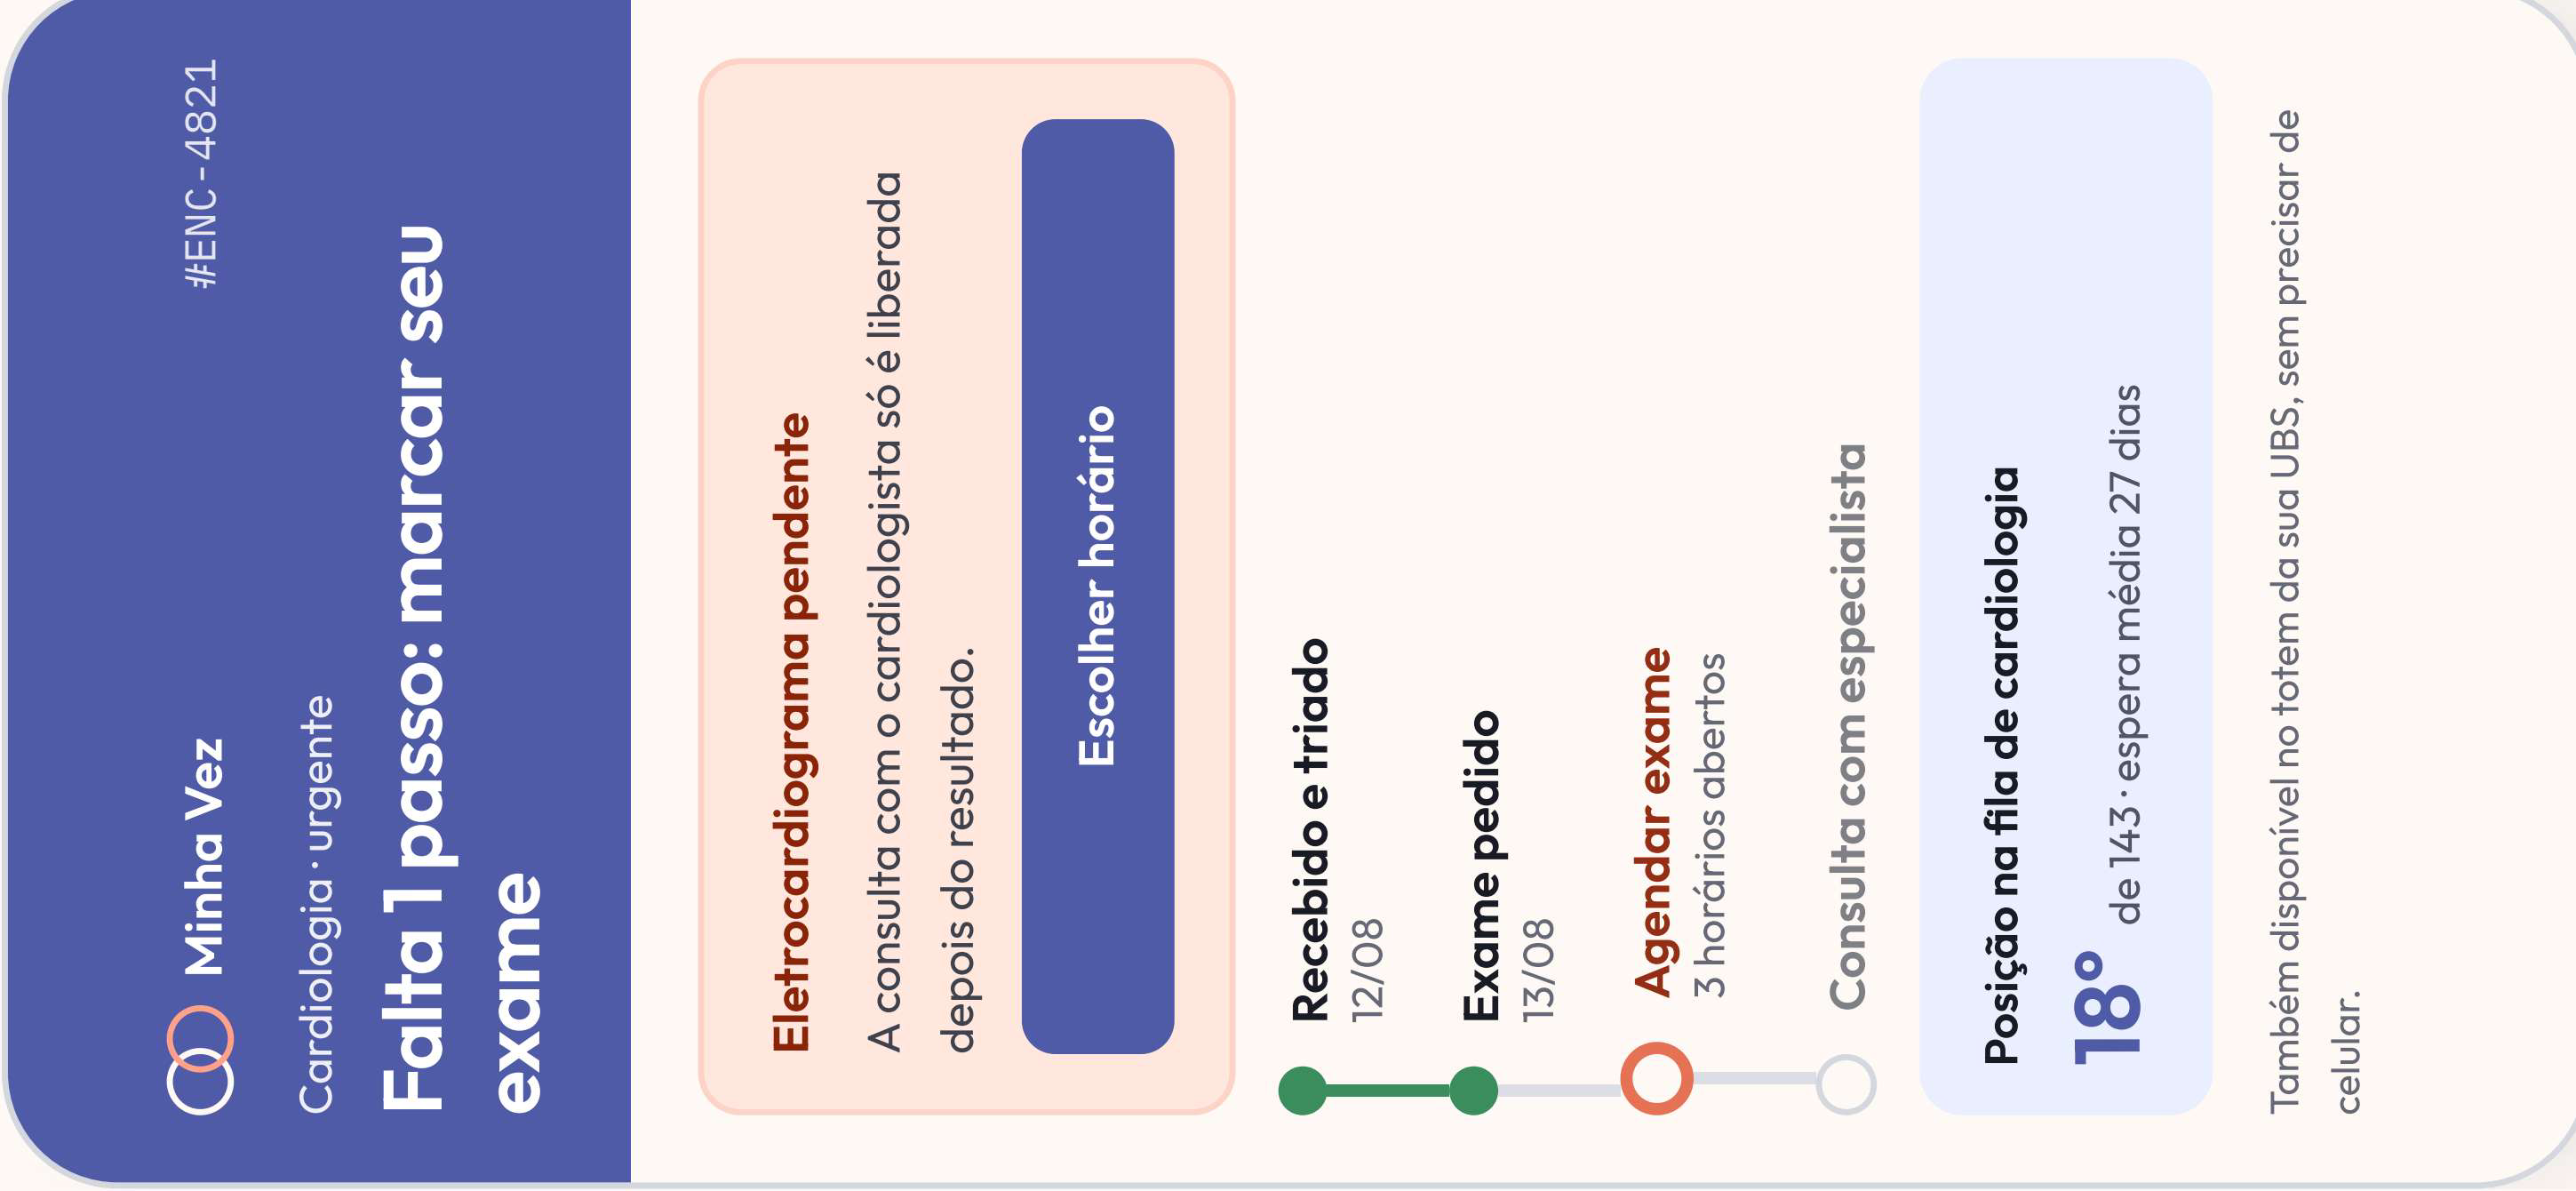 Minha Vez
#ENC-4821
Cardiologia · urgente
Falta 1 passo: marcar seu
exame
Eletrocardiograma pendente
A consulta com o cardiologista só é liberada
depois do resultado.
Escolher horário
Recebido e triado
12/08
Exame pedido
13/08
Agendar exame
3 horários abertos
Consulta com especialista
Posição na fila de cardiologia
18º de 143 · espera média 27 dias
Também disponível no totem da sua UBS, sem precisar de
celular.